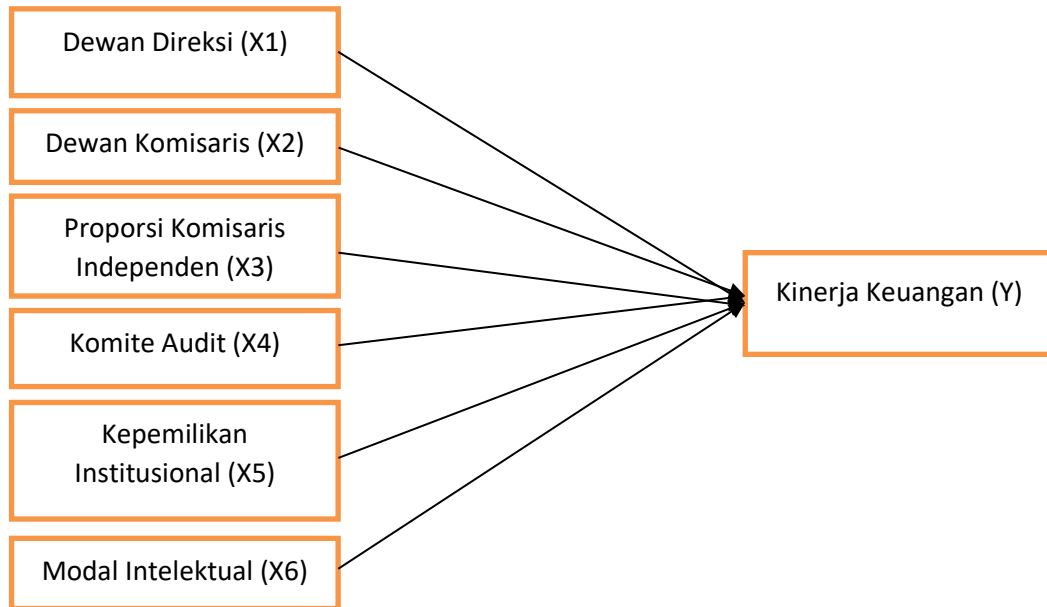 Dewan Direksi (X1)
Dewan Komisaris (X2)
Proporsi Komisaris
Independen (X3)
Komite Audit (X4)
Kepemilikan
Institusional (X5)
Modal Intelektual (X6)
Kinerja Keuangan (Y)